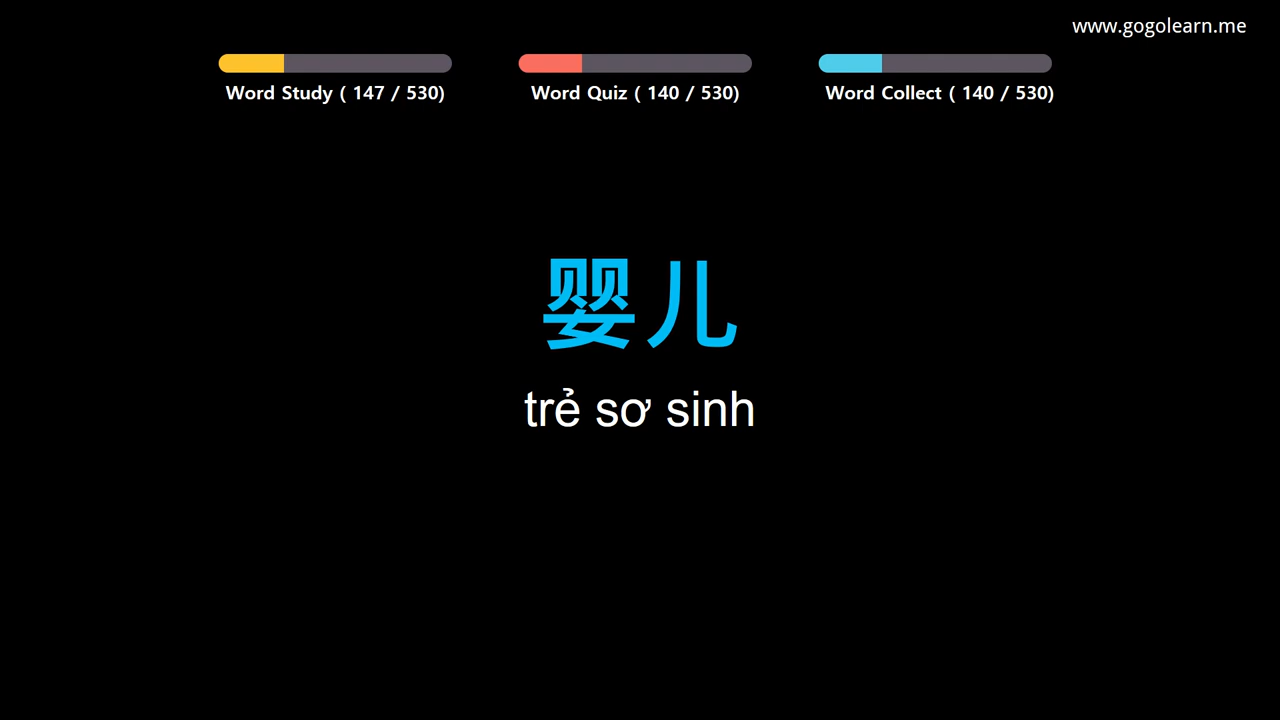 www.gogolearn.me
Word Study ( 147 / 530)
Word Quiz ( 140 / 530)
Word Collect ( 140 / 530)
婴儿
trẻ sơ sinh